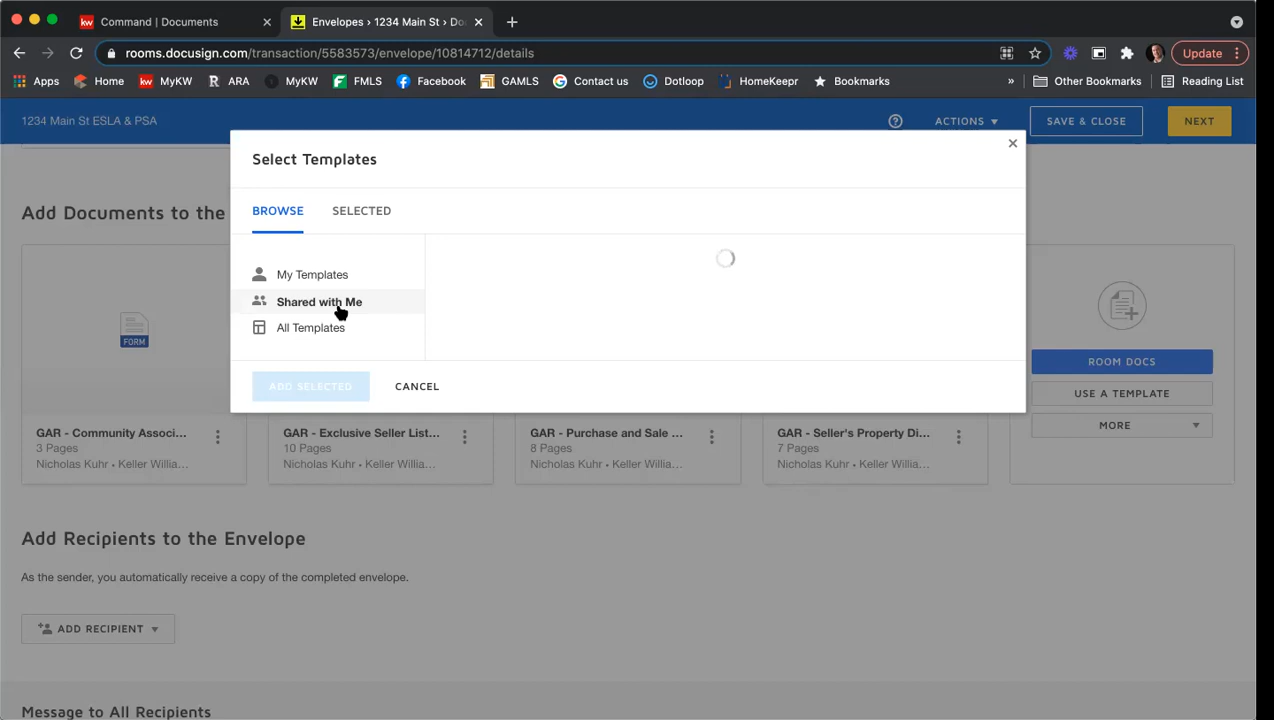 Command | Documents
Envelopes › 1234 Main St › Do
rooms.docusign.com/transaction/5583573/envelope/10814712/details
Update
Apps
Home
kw MyKW
R ARA
MyKW
FMLS
Facebook
GAMLS
Contact us
Dotloop
HomeKeepr
Bookmarks
»
Other Bookmarks
Reading List
1234 Main St ESLA & PSA
ACTIONS
SAVE & CLOSE
NEXT
Select Templates
BROWSE
SELECTED
My Templates
Shared with Me
All Templates
ADD SELECTED
CANCEL
Add Documents to the
FORM
GAR - Community Associ...
3 Pages
Nicholas Kuhr • Keller Willia...
GAR - Exclusive Seller List...
10 Pages
Nicholas Kuhr • Keller Willia...
GAR - Purchase and Sale ...
8 Pages
Nicholas Kuhr • Keller Willia...
GAR - Seller's Property Di...
7 Pages
Nicholas Kuhr • Keller Willia...
ROOM DOCS
USE A TEMPLATE
MORE
Add Recipients to the Envelope
As the sender, you automatically receive a copy of the completed envelope.
ADD RECIPIENT
Message to All Recipients